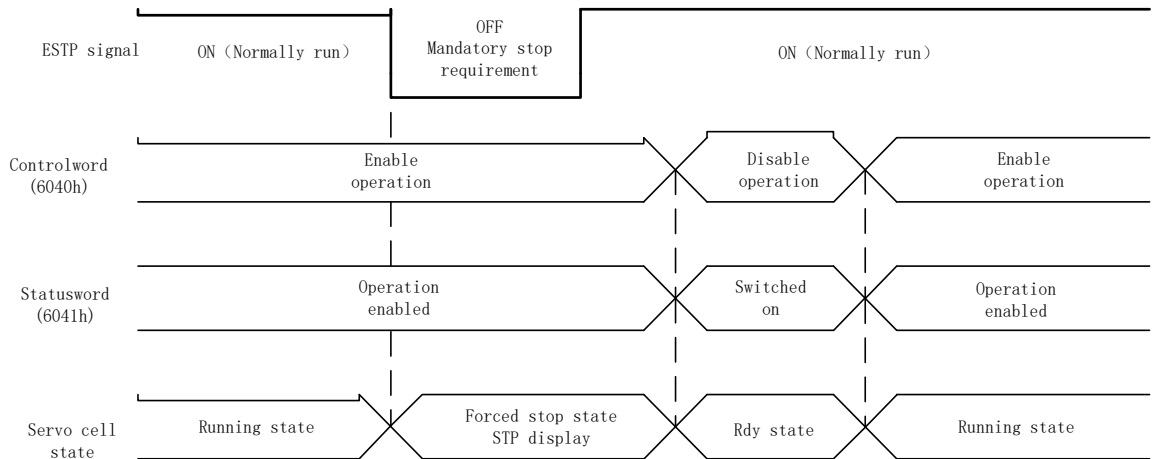 OFF
ESTP signal
ON（Normally run）
Mandatory stop
requirement
ON（Normally run）
Controlword
(6040h)
Enable
operation
Disable
operation
Enable
operation
Statusword
(6041h)
Operation
enabled
Switched
on
Operation
enabled
Servo cell
state
Running state
Forced stop state
STP display
Rdy state
Running state